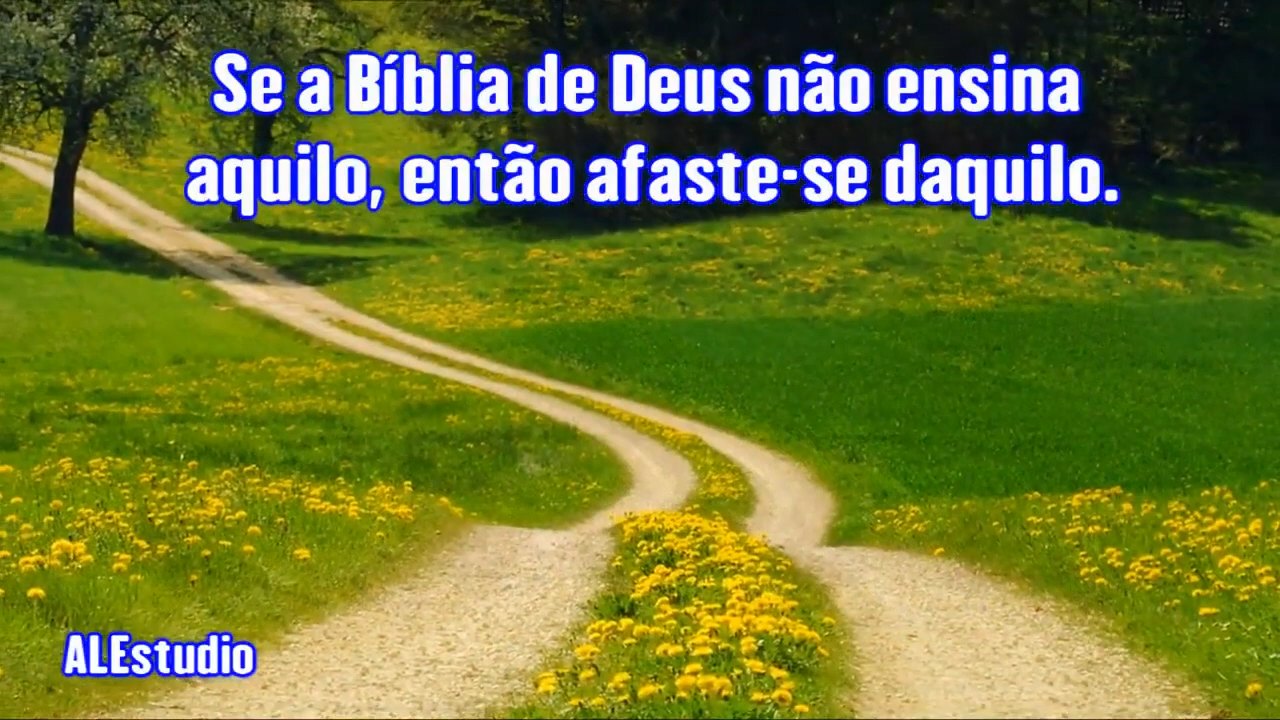 Se a Bíblia de Deus não ensina
aquilo, então afaste-se daquilo.
ALEstudio